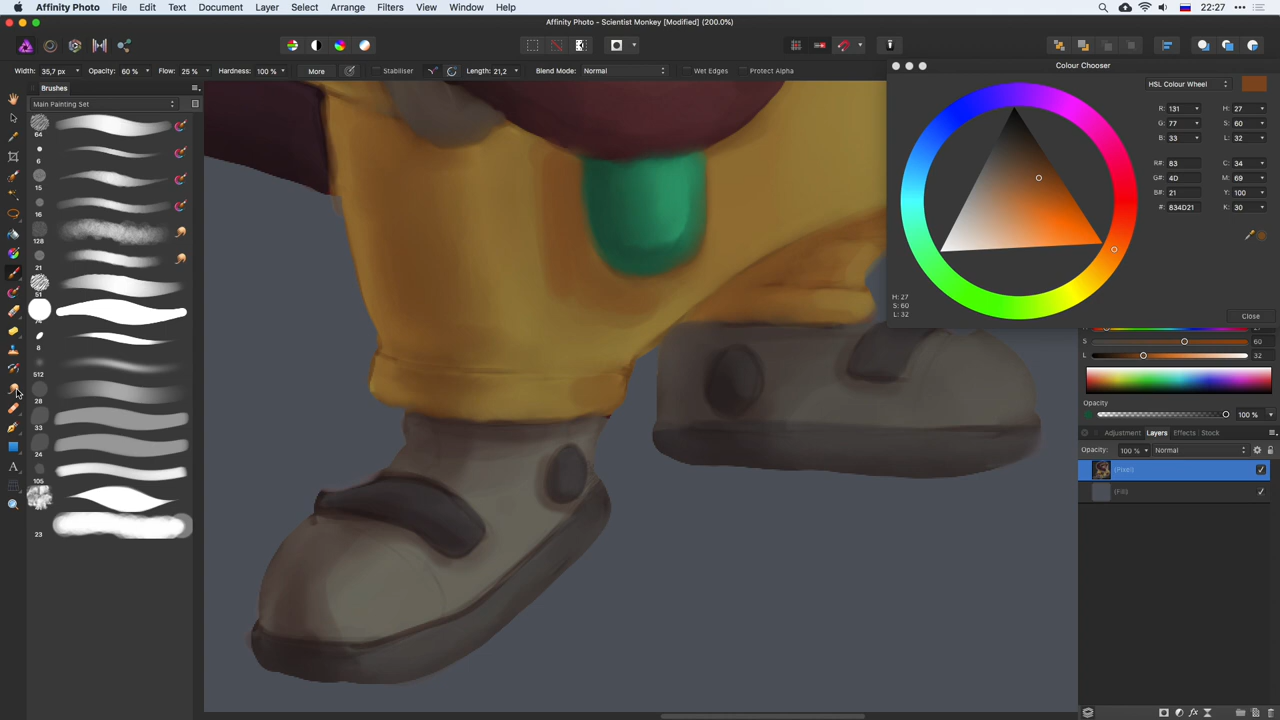 Affinity Photo File Edit Text Document Layer Select Arrange Filters View Window Help 22:27
Affinity Photo - Scientist Monkey [Modified] (200.0%)
Width: 35,7 px Opacity: 60 % Flow: 25 % Hardness: 100 % More Stabiliser Length: 21,2 Blend Mode: Normal Wet Edges Protect Alpha
Colour Chooser
Brushes
HSL Colour Wheel
Main Painting Set
R: 131 H: 27
G: 77 S: 60
B: 33 L: 32
64
6
15
16
128
21
51
8
512
28
33
24
105
23
R#: 83 C: 34
G#: 4D M: 69
B#: 21 Y: 100
#: 834D21 K: 30
H: 27
S: 60
L: 32
Close
S 60
L 32
Opacity
100 %
Adjustment Layers Effects Stock
Opacity: 100 % Normal
(Pixel)
(Fill)
A